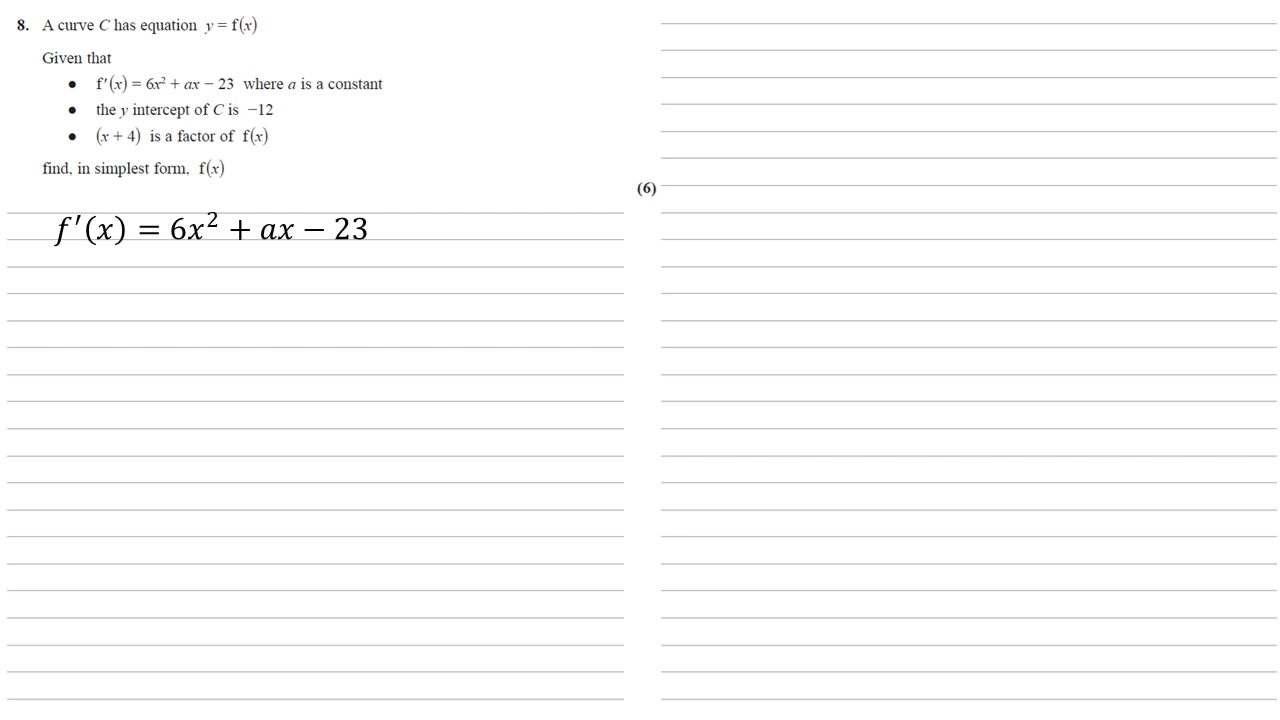 8. A curve C has equation y = f(x)
Given that
● f′(x) = 6x² + ax − 23 where a is a constant
● the y intercept of C is −12
● (x + 4) is a factor of f(x)
find, in simplest form, f(x)
(6)
f′(x) = 6x² + ax − 23